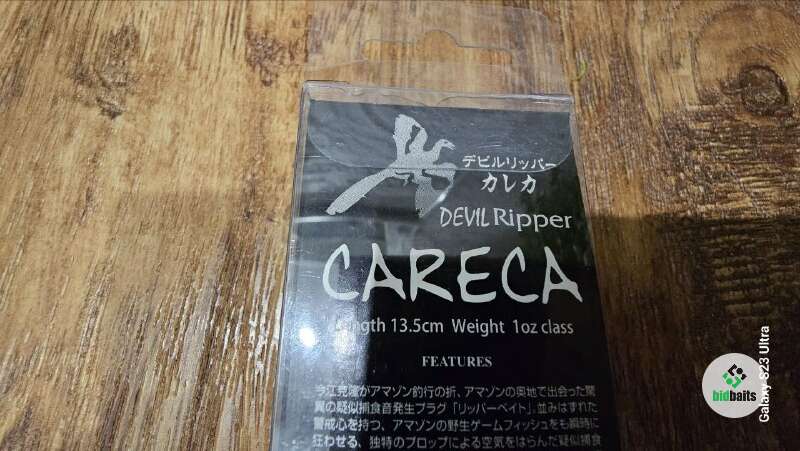 デビルリッパー
カレカ
DEVIL Ripper
CARECA
Length 13.5cm Weight 1oz class
FEATURES
今江克隆がアマゾン釣行の折、アマゾンの奥地で出会った驚
異の疑似捕食音発生プラグ「リッパーベイト」。並みはずれた
警戒心を持つ、アマゾンの野生ゲームフィッシュをも瞬時に
狂わせる、独特のプロップによる空気をはらんだ疑似捕食
bidbaits
Galaxy S23 Ultra